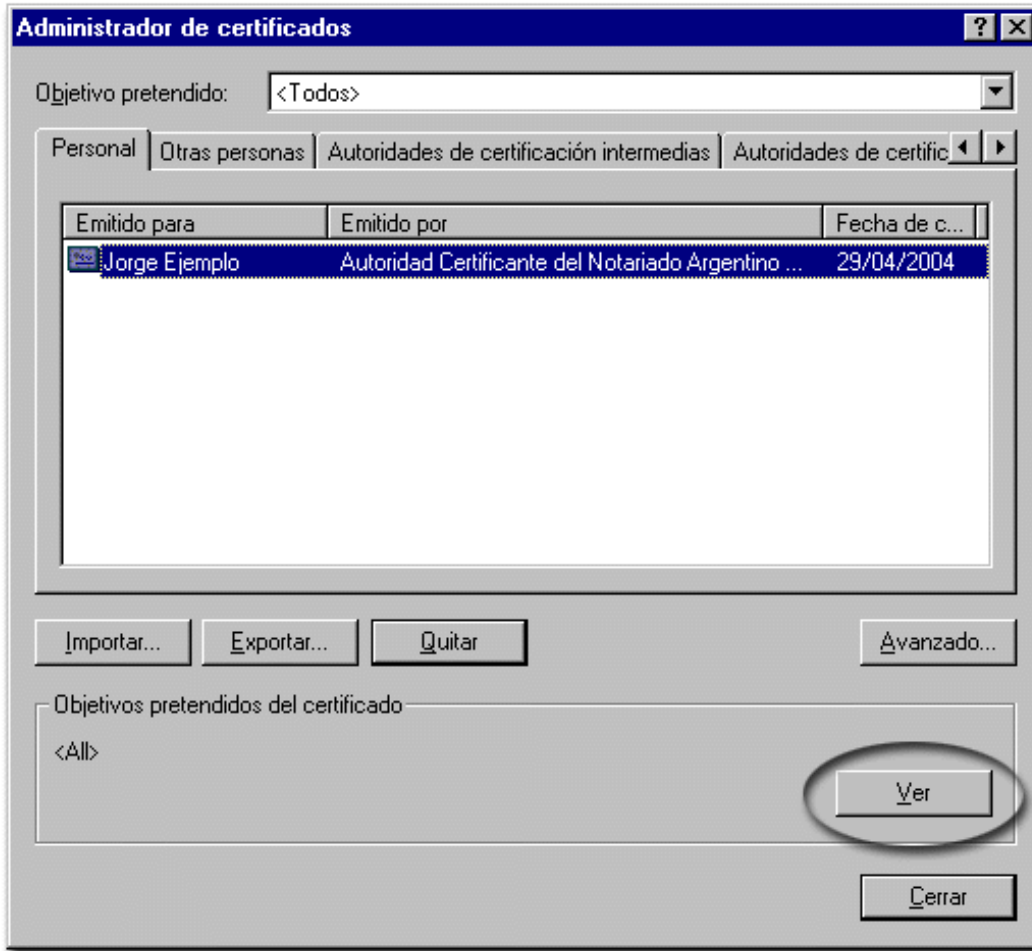 Administrador de certificados
Objetivo pretendido: <Todos>
Personal Otras personas Autoridades de certificación intermedias Autoridades de certific
Emitido para Emitido por Fecha de c...
Jorge Ejemplo Autoridad Certificante del Notariado Argentino ... 29/04/2004
Importar... Exportar... Quitar Avanzado...
Objetivos pretendidos del certificado
<All>
Ver
Cerrar